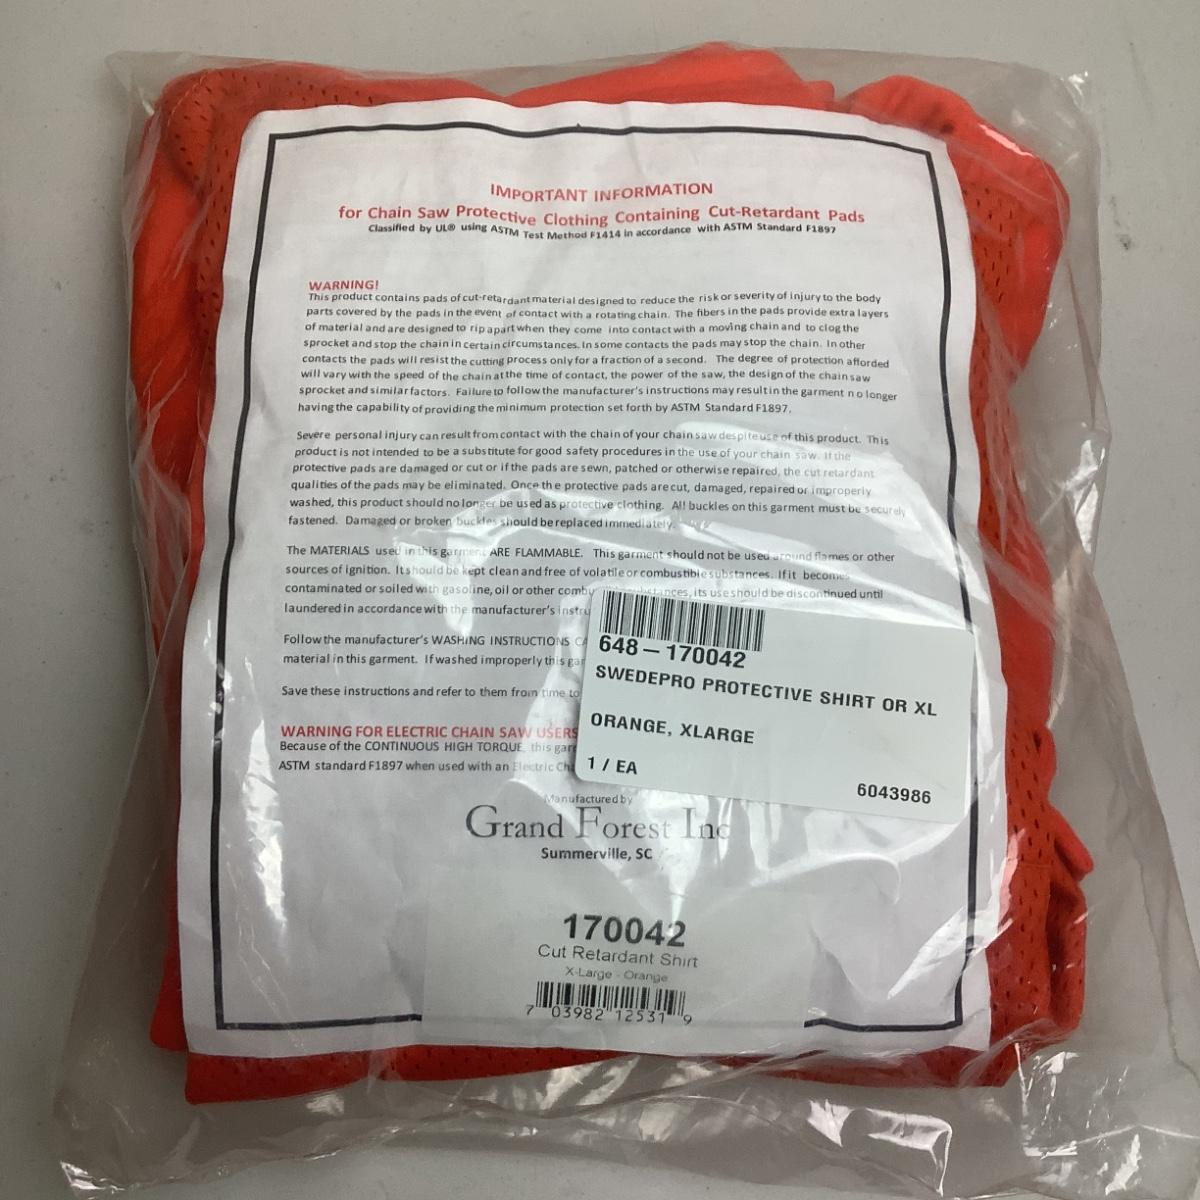 IMPORTANT INFORMATION
for Chain Saw Protective Clothing Containing Cut-Retardant Pads
Classified by UL® using ASTM Test Method F1414 in accordance with ASTM Standard F1897
WARNING!
This product contains pads of cut-retardant material designed to reduce the risk or severity of injury to the body
parts covered by the pads in the event of contact with a rotating chain. The fibers in the pads provide extra layers
of material and are designed to rip apart when they come into contact with a moving chain and to clog the
sprocket and stop the chain in certain circumstances. In some contacts the pads may stop the chain. In other
contacts the pads will resist the cutting process only for a fraction of a second. The degree of protection afforded
will vary with the speed of the chain at the time of contact, the power of the saw, the design of the chain saw
sprocket and similar factors. Failure to follow the manufacturer's instructions may result in the garment no longer
having the capability of providing the minimum protection set forth by ASTM Standard F1897.
Severe personal injury can result from contact with the chain of your chain saw despite use of this product. This
product is not intended to be a substitute for good safety procedures in the use of your chain saw. If the
protective pads are damaged or cut or if the pads are sewn, patched or otherwise repaired, the cut retardant
qualities of the pads may be eliminated. Once the protective pads are cut, damaged, repaired or improperly
washed, this product should no longer be used as protective clothing. All buckles on this garment must be securely
fastened. Damaged or broken buckles should be replaced immediately.
The MATERIALS used in this garment ARE FLAMMABLE. This garment should not be used around flames or other
sources of ignition. It should be kept clean and free of volatile or combustible substances. If it becomes
contaminated or soiled with gasoline, oil or other comb substances, its use should be discontinued until
laundered in accordance with the manufacturer's instru
Follow the manufacturer's WASHING INSTRUCTIONS CA
material in this garment. If washed improperly this gar
Save these instructions and refer to them from time to
WARNING FOR ELECTRIC CHAIN SAW USERS
Because of the CONTINUOUS HIGH TORQUE, this gar
ASTM standard F1897 when used with an Electric Cha
Manufactured by
Grand Forest Inc
Summerville, SC
170042
Cut Retardant Shirt
X-Large - Orange
7 03982 12531 9
648-170042
SWEDEPRO PROTECTIVE SHIRT OR XL
ORANGE, XLARGE
1 / EA
6043986